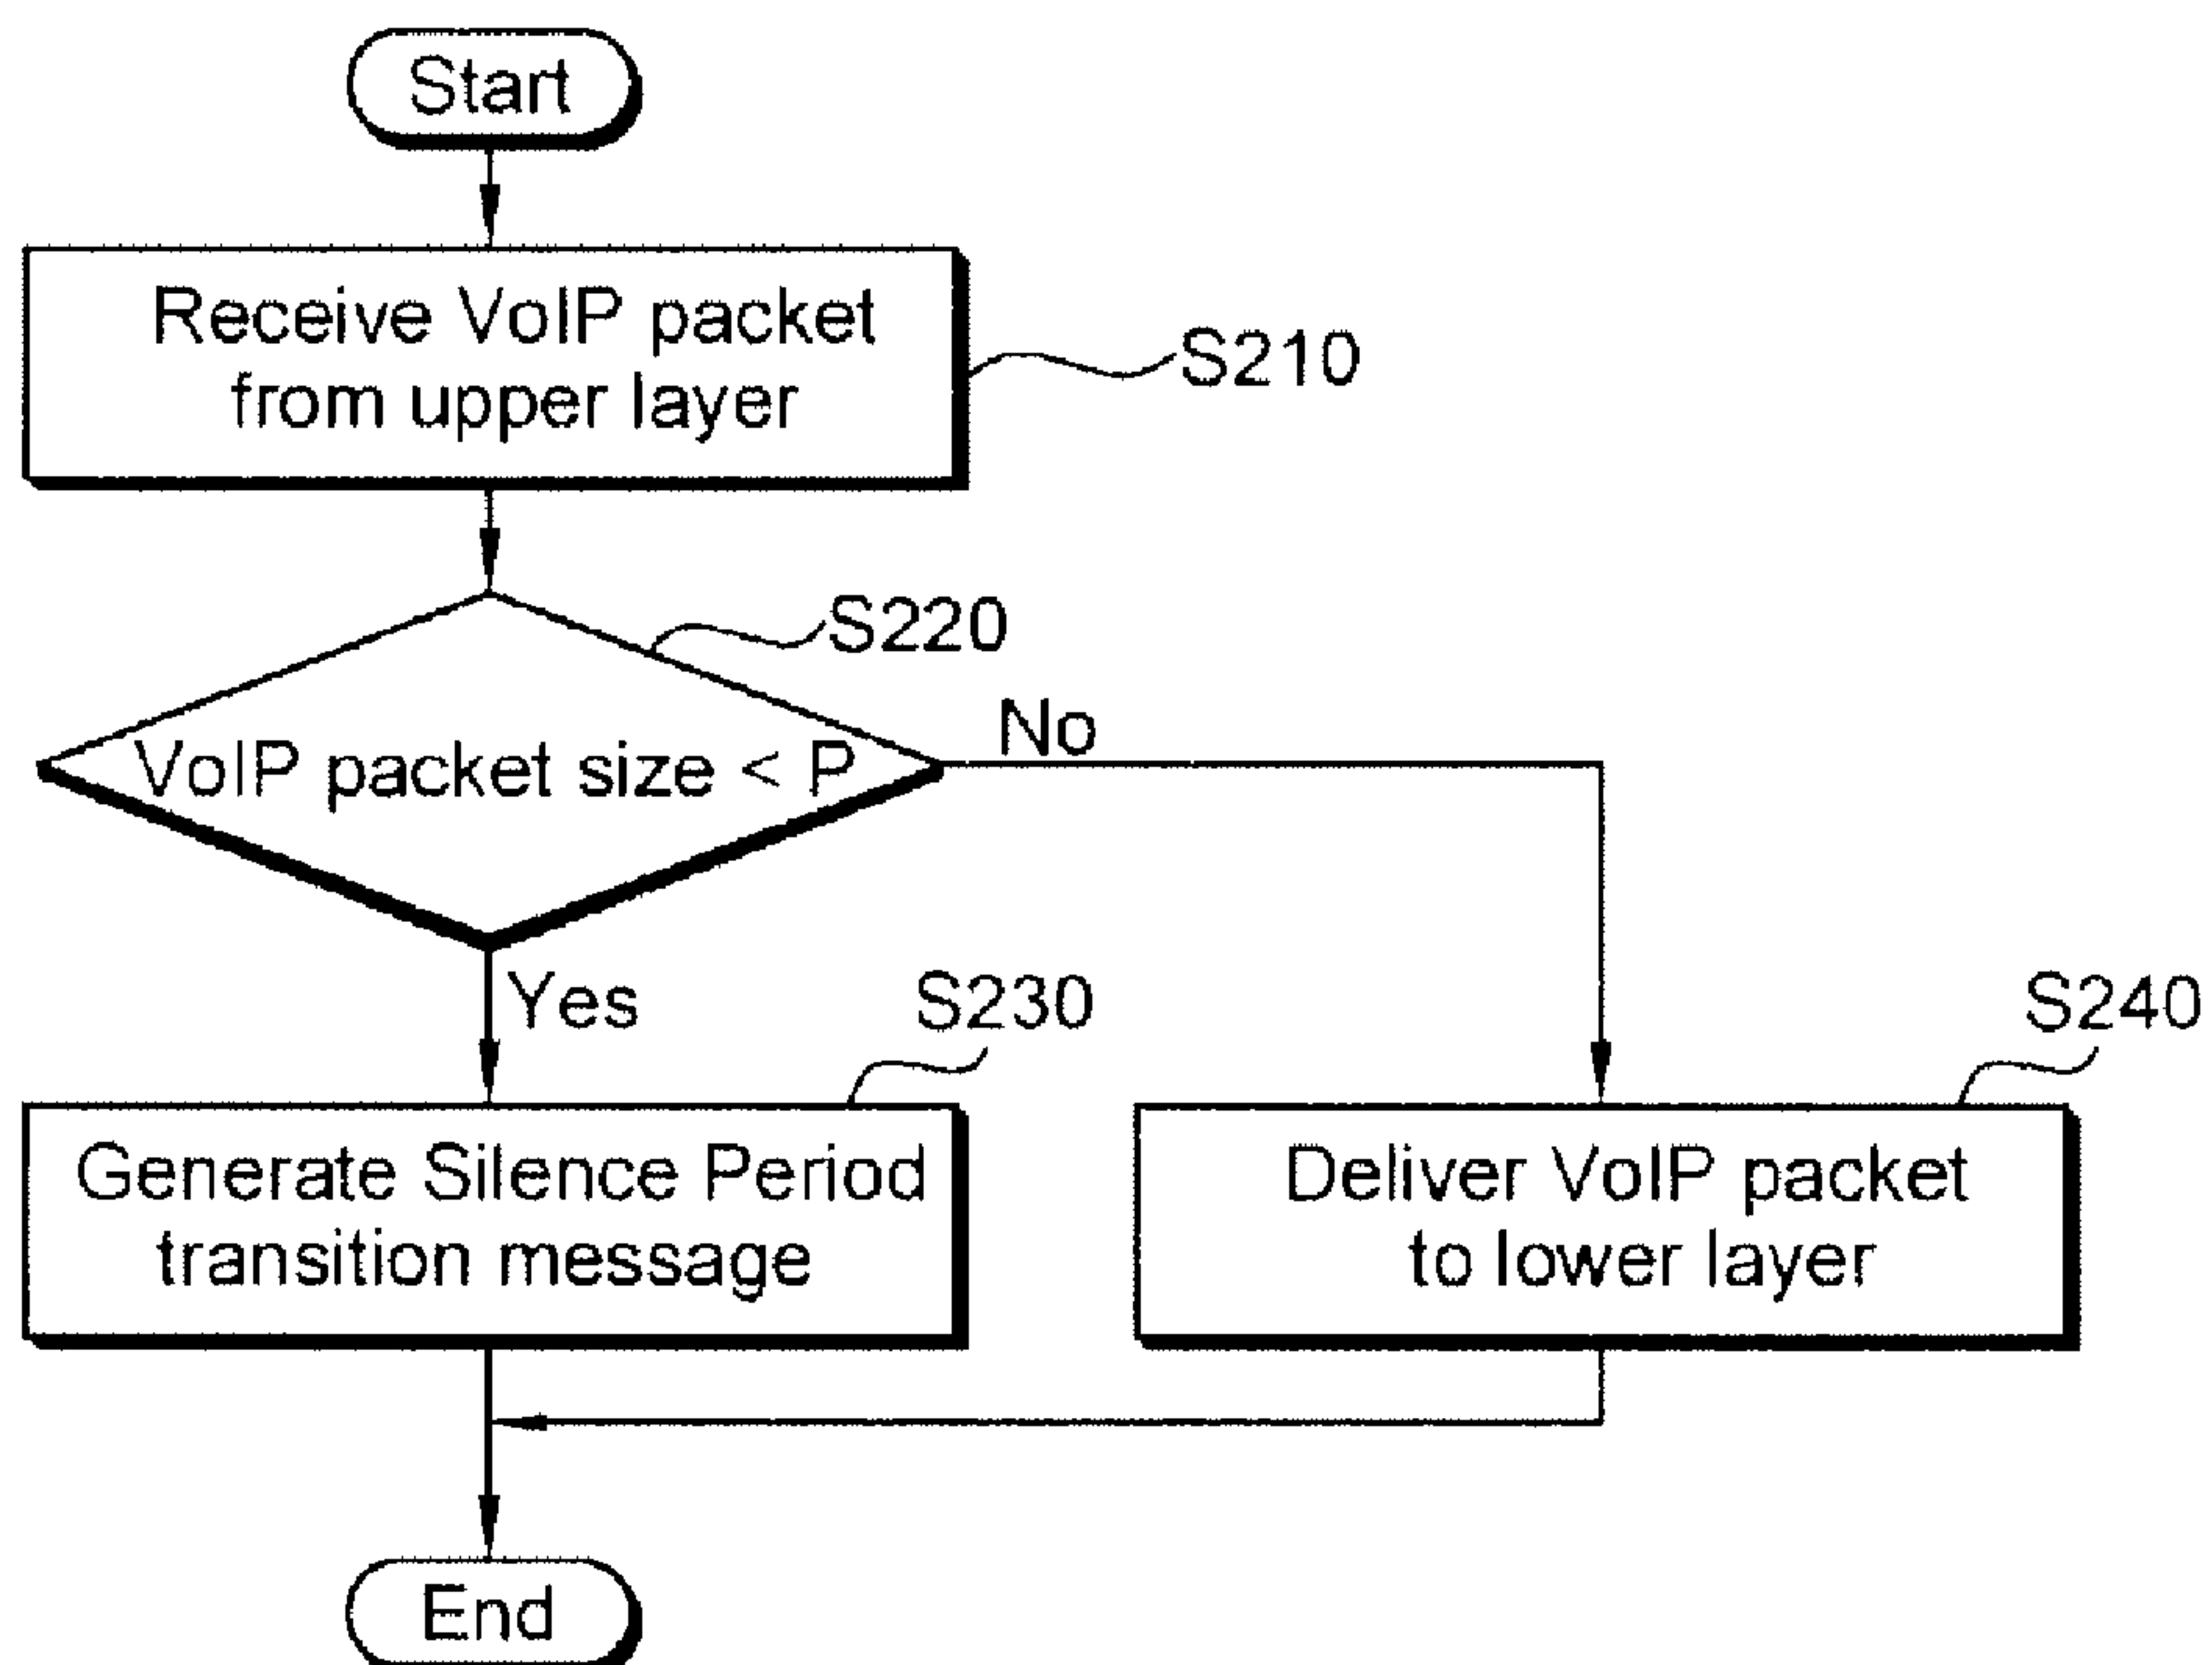 Start
Receive VoIP packet
from upper layer
S210
S220
VoIP packet size < P
No
Yes
S230
S240
Generate Silence Period
transition message
Deliver VoIP packet
to lower layer
End